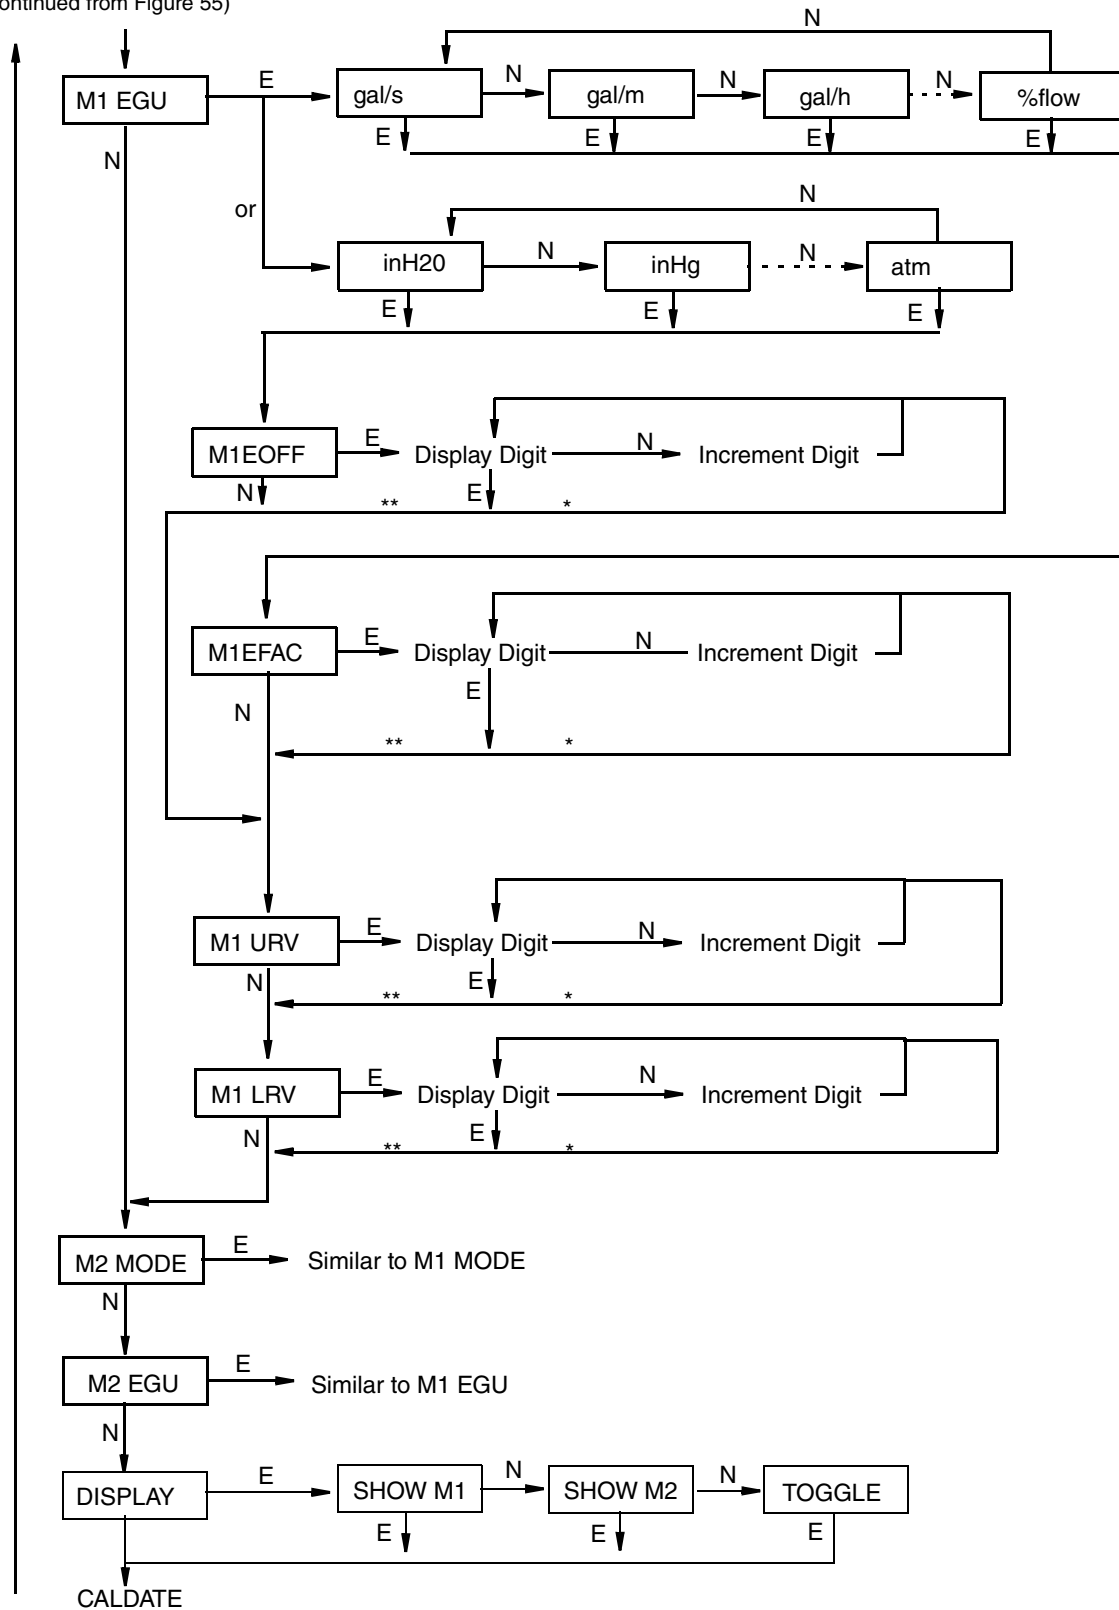 ontinued from Figure 55)
N
M1 EGU E gal/s N gal/m N gal/h N %flow
E E E E
N
or
N
inH20 N inHg N atm
E E E
M1EOFF E Display Digit N Increment Digit
N ** E *
M1EFAC E Display Digit N Increment Digit
N E
** *
M1 URV E Display Digit N Increment Digit
N ** E *
M1 LRV E Display Digit N Increment Digit
N ** E *
M2 MODE E Similar to M1 MODE
N
M2 EGU E Similar to M1 EGU
N
DISPLAY E SHOW M1 N SHOW M2 N TOGGLE
E E E
CALDATE